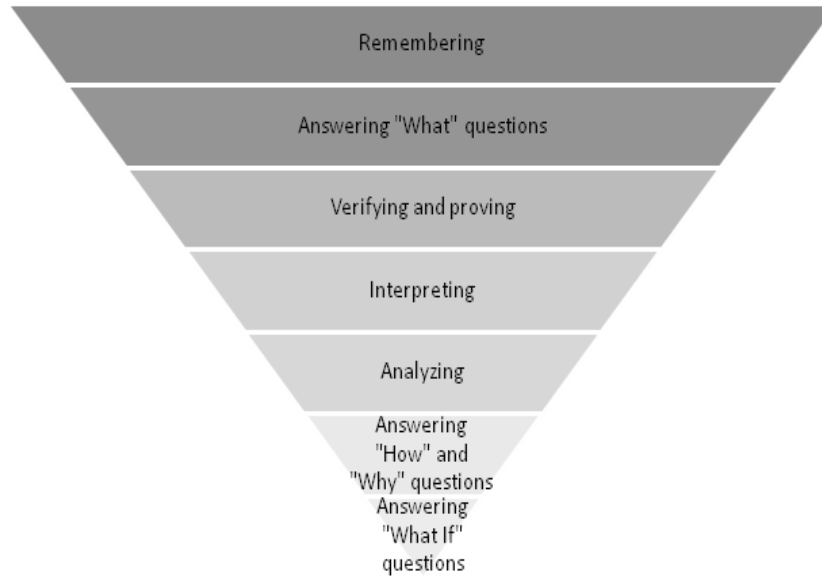 Remembering
Answering "What" questions
Verifying and proving
Interpreting
Analyzing
Answering
"How" and
"Why" questions
Answering
"What If"
questions